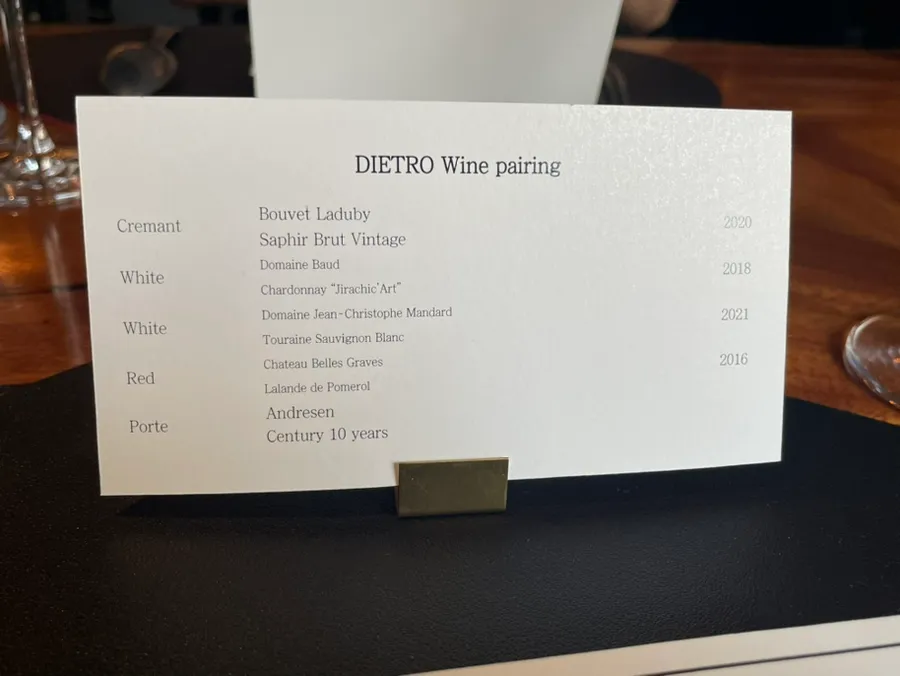 DIETRO Wine pairing
Cremant Bouvet Laduby 2020
Saphir Brut Vintage
White Domaine Baud 2018
Chardonnay “Jirachic'Art”
White Domaine Jean-Christophe Mandard 2021
Touraine Sauvignon Blanc
Red Chateau Belles Graves 2016
Lalande de Pomerol
Porte Andresen
Century 10 years